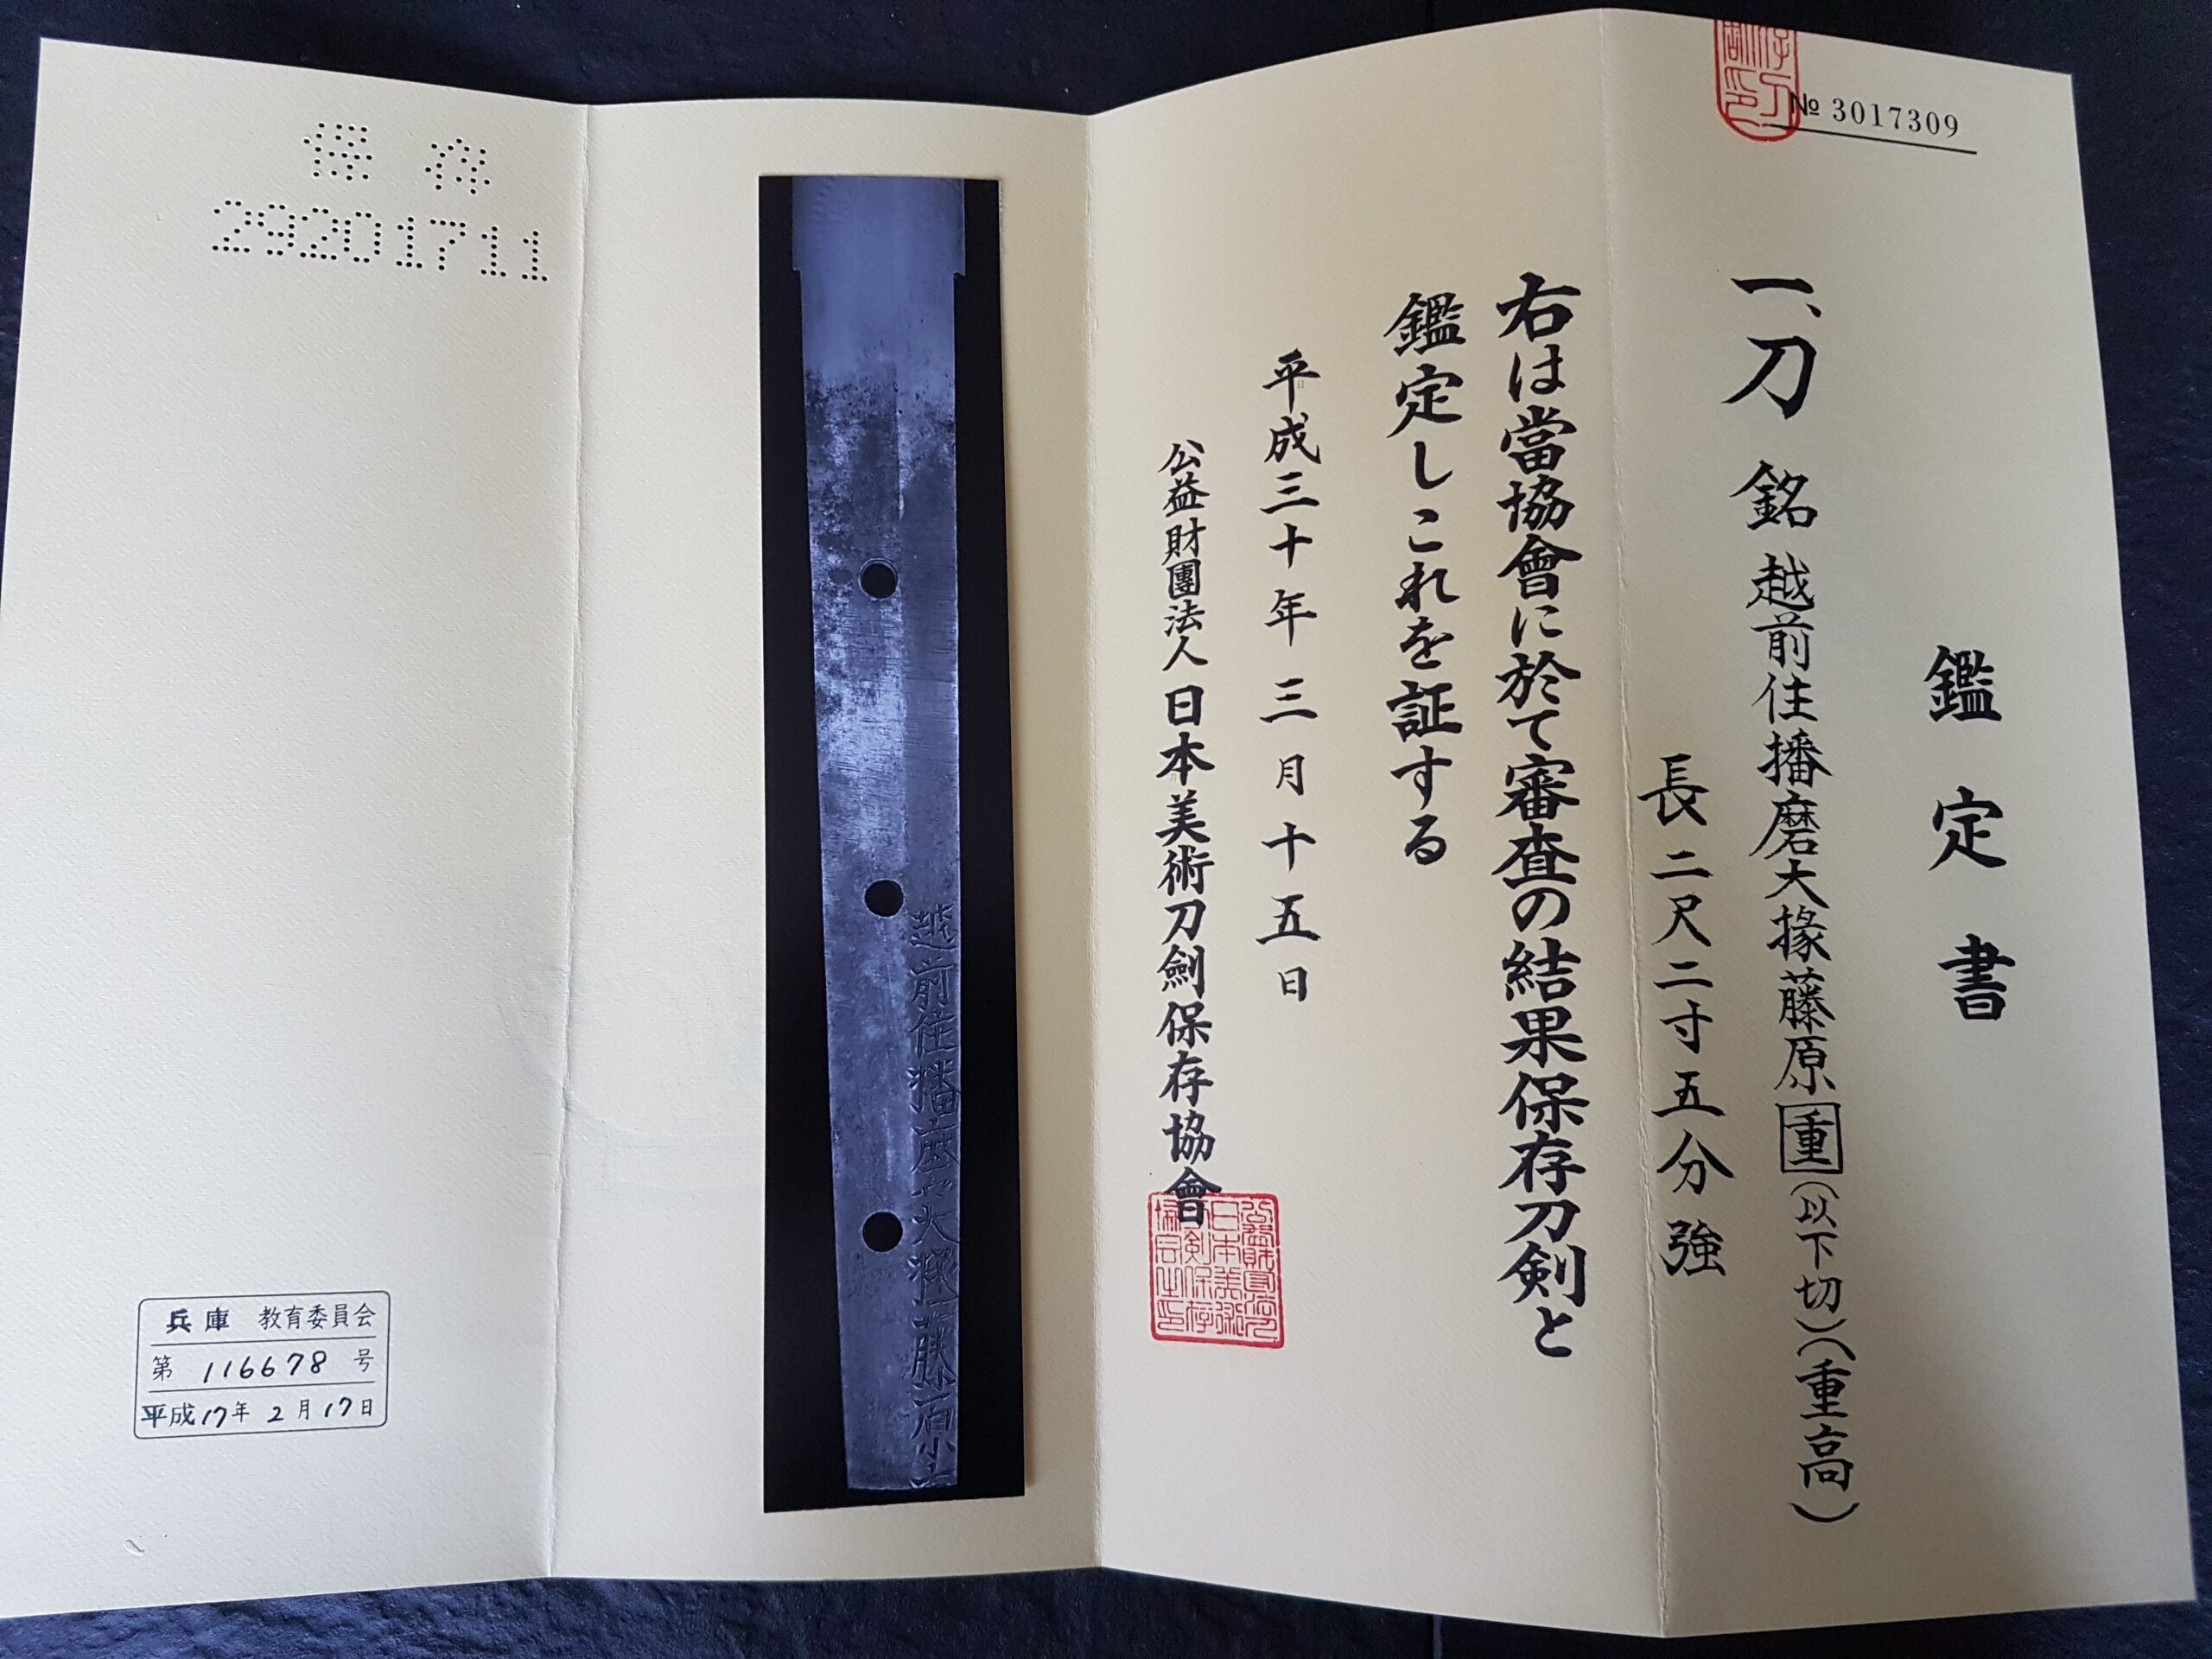 № 3017309
鑑定書
一、刀 銘 越前住播磨大掾藤原重(以下切)(重高)
長二尺二寸五分強
右は當協會に於て審査の結果保存刀剣と
鑑定しこれを証する
平成三十年三月十五日
公益財團法人日本美術刀劍保存協會
越前住播磨大掾藤原
保存
29201711
兵庫 教育委員会
第 116678 号
平成17年2月17日